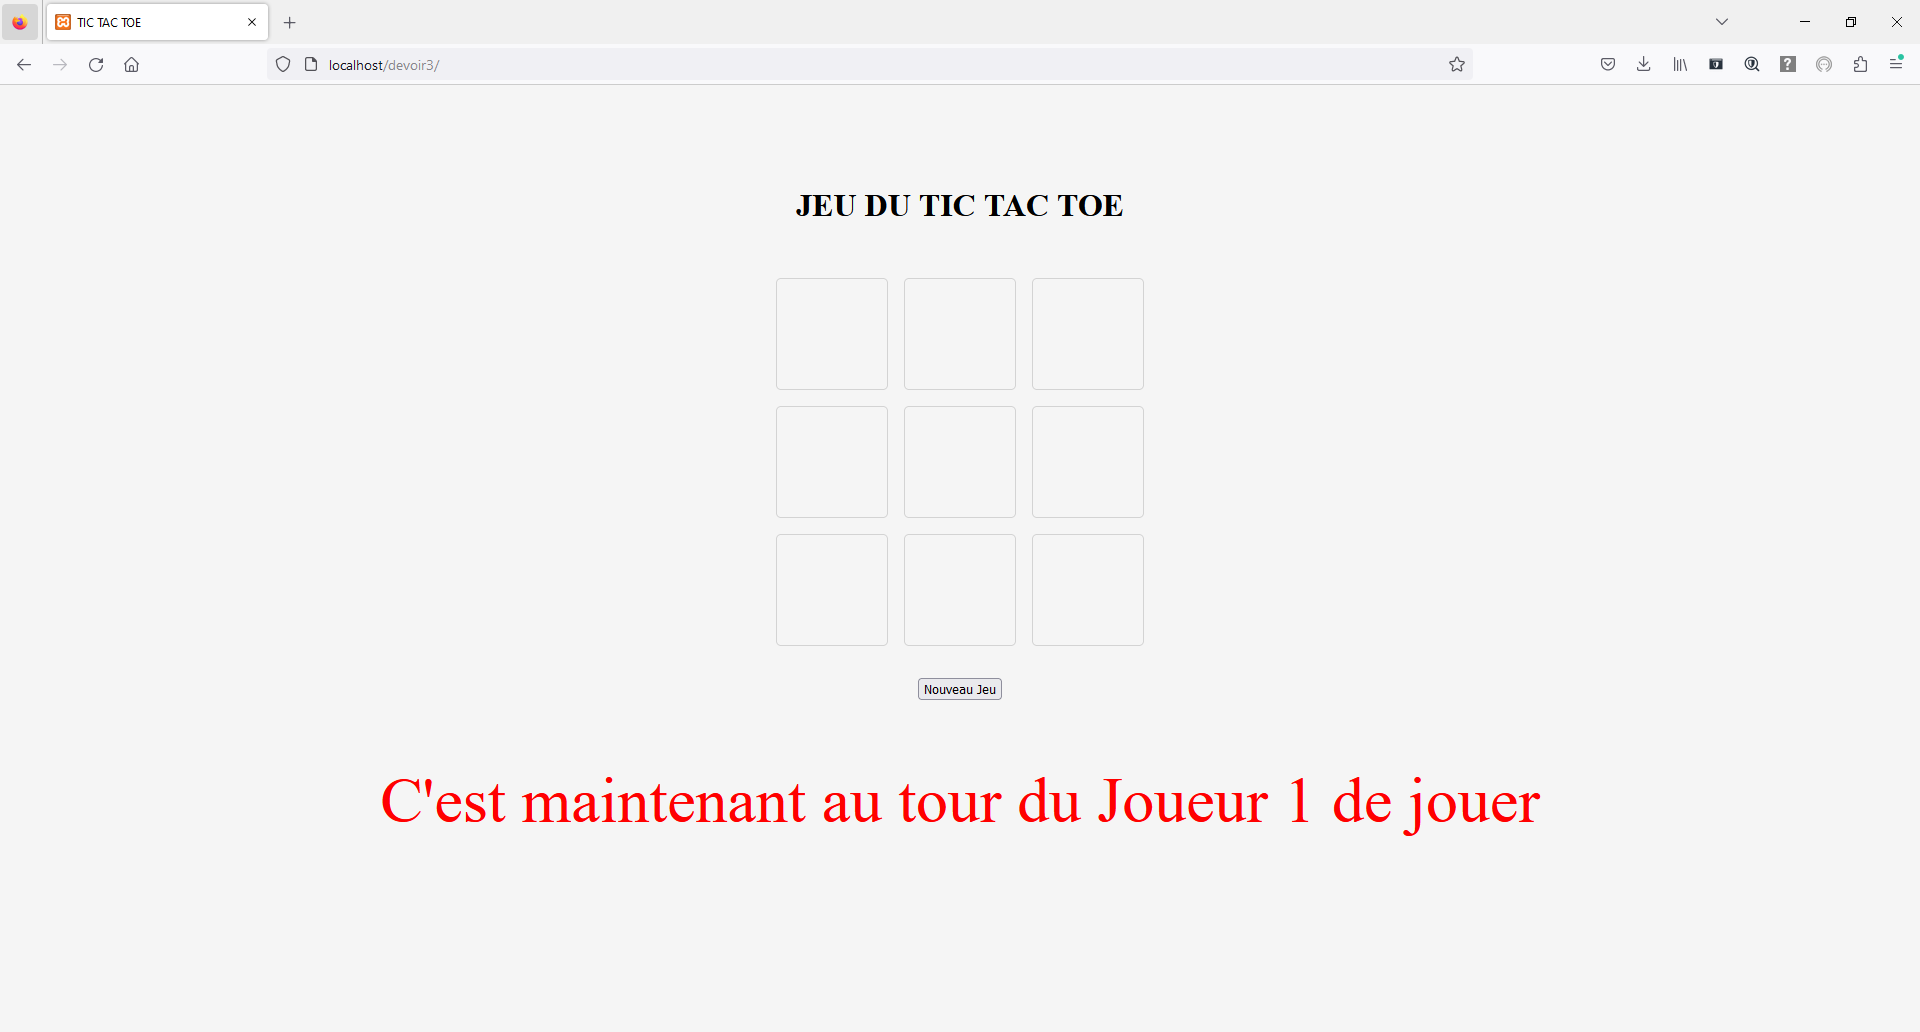 TIC TAC TOE
localhost/devoir3/
JEU DU TIC TAC TOE
Nouveau Jeu
C'est maintenant au tour du Joueur 1 de jouer